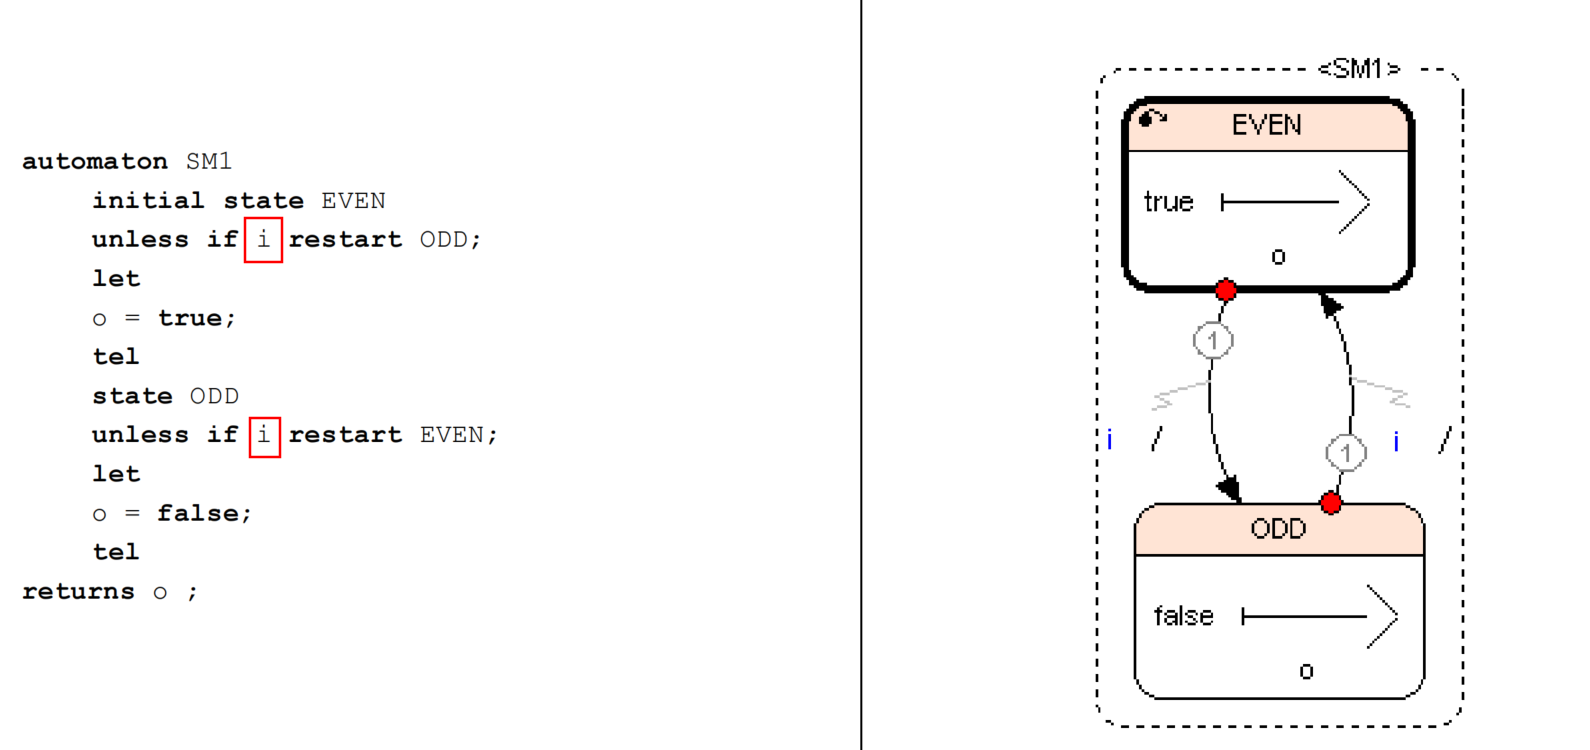 automaton SM1
initial state EVEN
unless if i restart ODD;
let
o = true;
tel
state ODD
unless if i restart EVEN;
let
o = false;
tel
returns o ;
<SM1>
EVEN
true
o
1
i /
1
i /
ODD
false
o